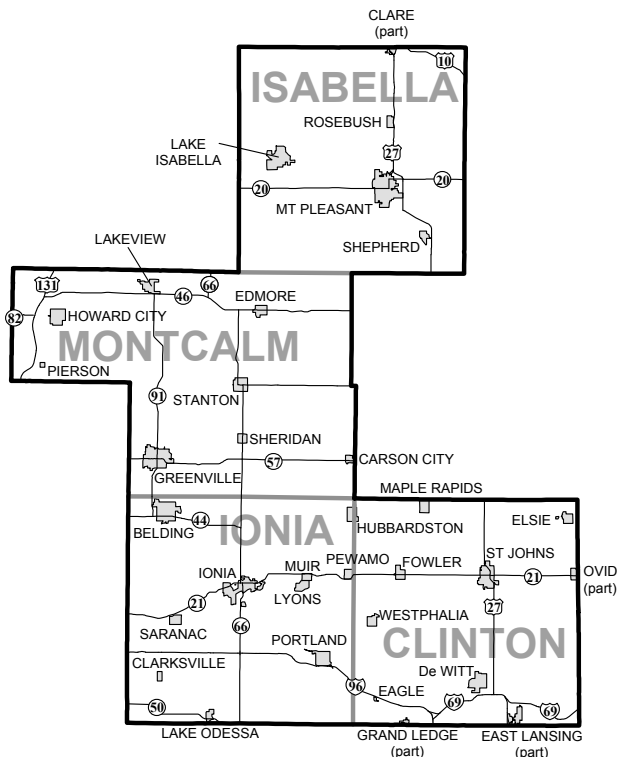 CLARE
(part)
10
ISABELLA
ROSEBUSH
LAKE
ISABELLA
27
20
20
MT PLEASANT
SHEPHERD
LAKEVIEW
131
66
46
EDMORE
82
HOWARD CITY
MONTCALM
PIERSON
91
STANTON
SHERIDAN
57
CARSON CITY
GREENVILLE
MAPLE RAPIDS
BELDING
44
IONIA
HUBBARDSTON
ELSIE
ST JOHNS
MUIR
PEWAMO
FOWLER
IONIA
21
OVID
(part)
LYONS
21
27
SARANAC
66
WESTPHALIA
PORTLAND
CLINTON
CLARKSVILLE
De WITT
96
EAGLE
69
69
50
LAKE ODESSA
GRAND LEDGE
(part)
EAST LANSING
(part)